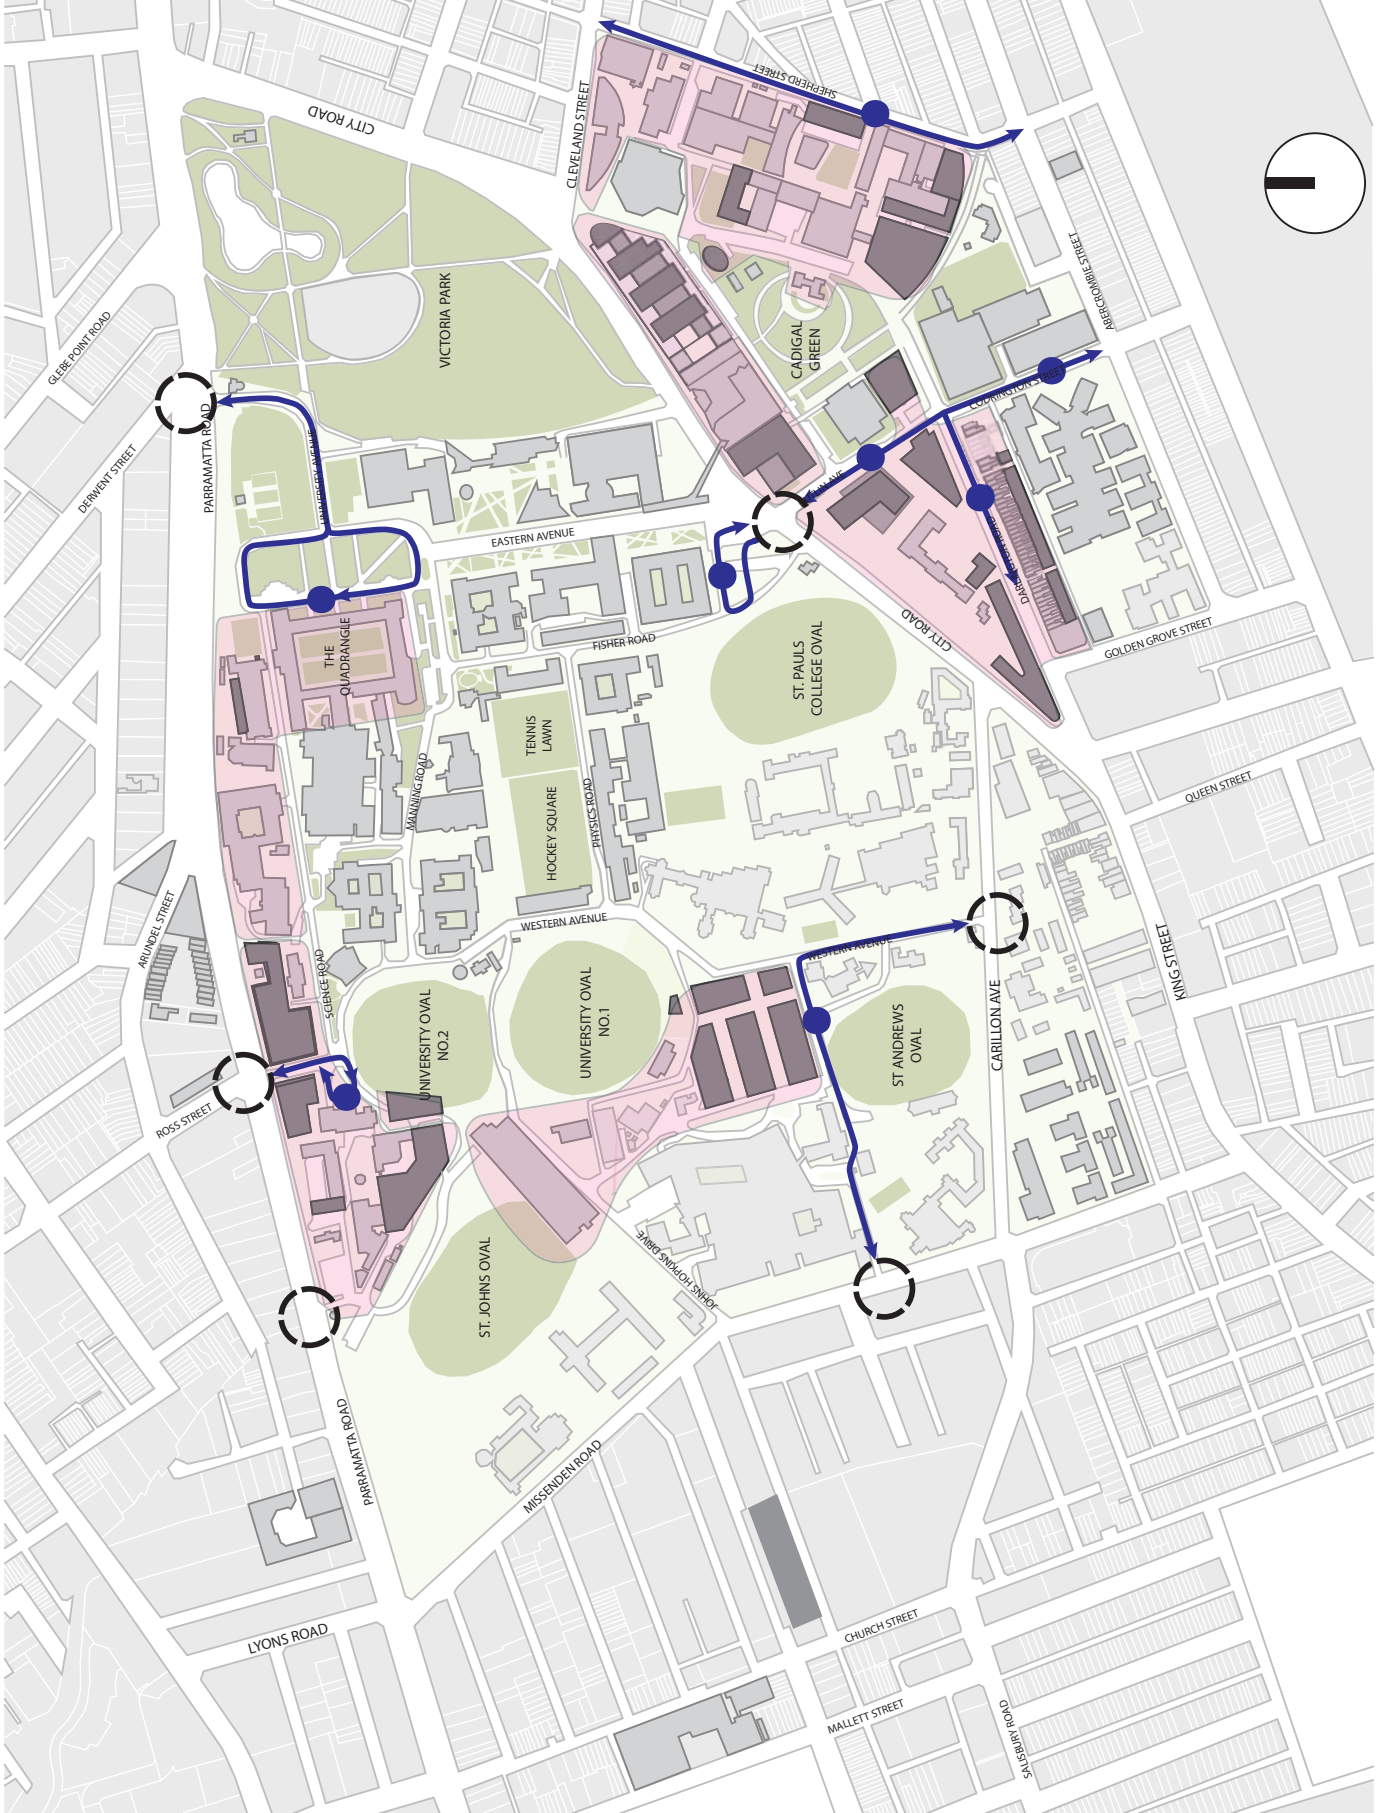 CITY ROAD
SHEPHERD STREET
CLEVELAND STREET
GLEBE POINT ROAD
VICTORIA PARK
ABERCROMBIE STREET
CADIGAL
GREEN
CODRINGTON STREET
DERWENT STREET
PARRAMATTA ROAD
UNIVERSITY AVENUE
EASTERN AVENUE
FISHER ROAD
CITY ROAD
GOLDEN GROVE STREET
THE
QUADRANGLE
ST. PAULS
COLLEGE OVAL
TENNIS
LAWN
MANNING ROAD
HOCKEY SQUARE
PHYSICS ROAD
QUEEN STREET
ARUNDEL STREET
WESTERN AVENUE
WESTERN AVENUE
KING STREET
SCIENCE ROAD
UNIVERSITY OVAL
NO.2
UNIVERSITY OVAL
NO.1
ST ANDREWS
OVAL
CARILLON AVE
ROSS STREET
ST. JOHNS OVAL
JOHNS HOPKINS DRIVE
PARRAMATTA ROAD
MISSENDEN ROAD
LYONS ROAD
CHURCH STREET
MALLETT STREET
SALISBURY ROAD